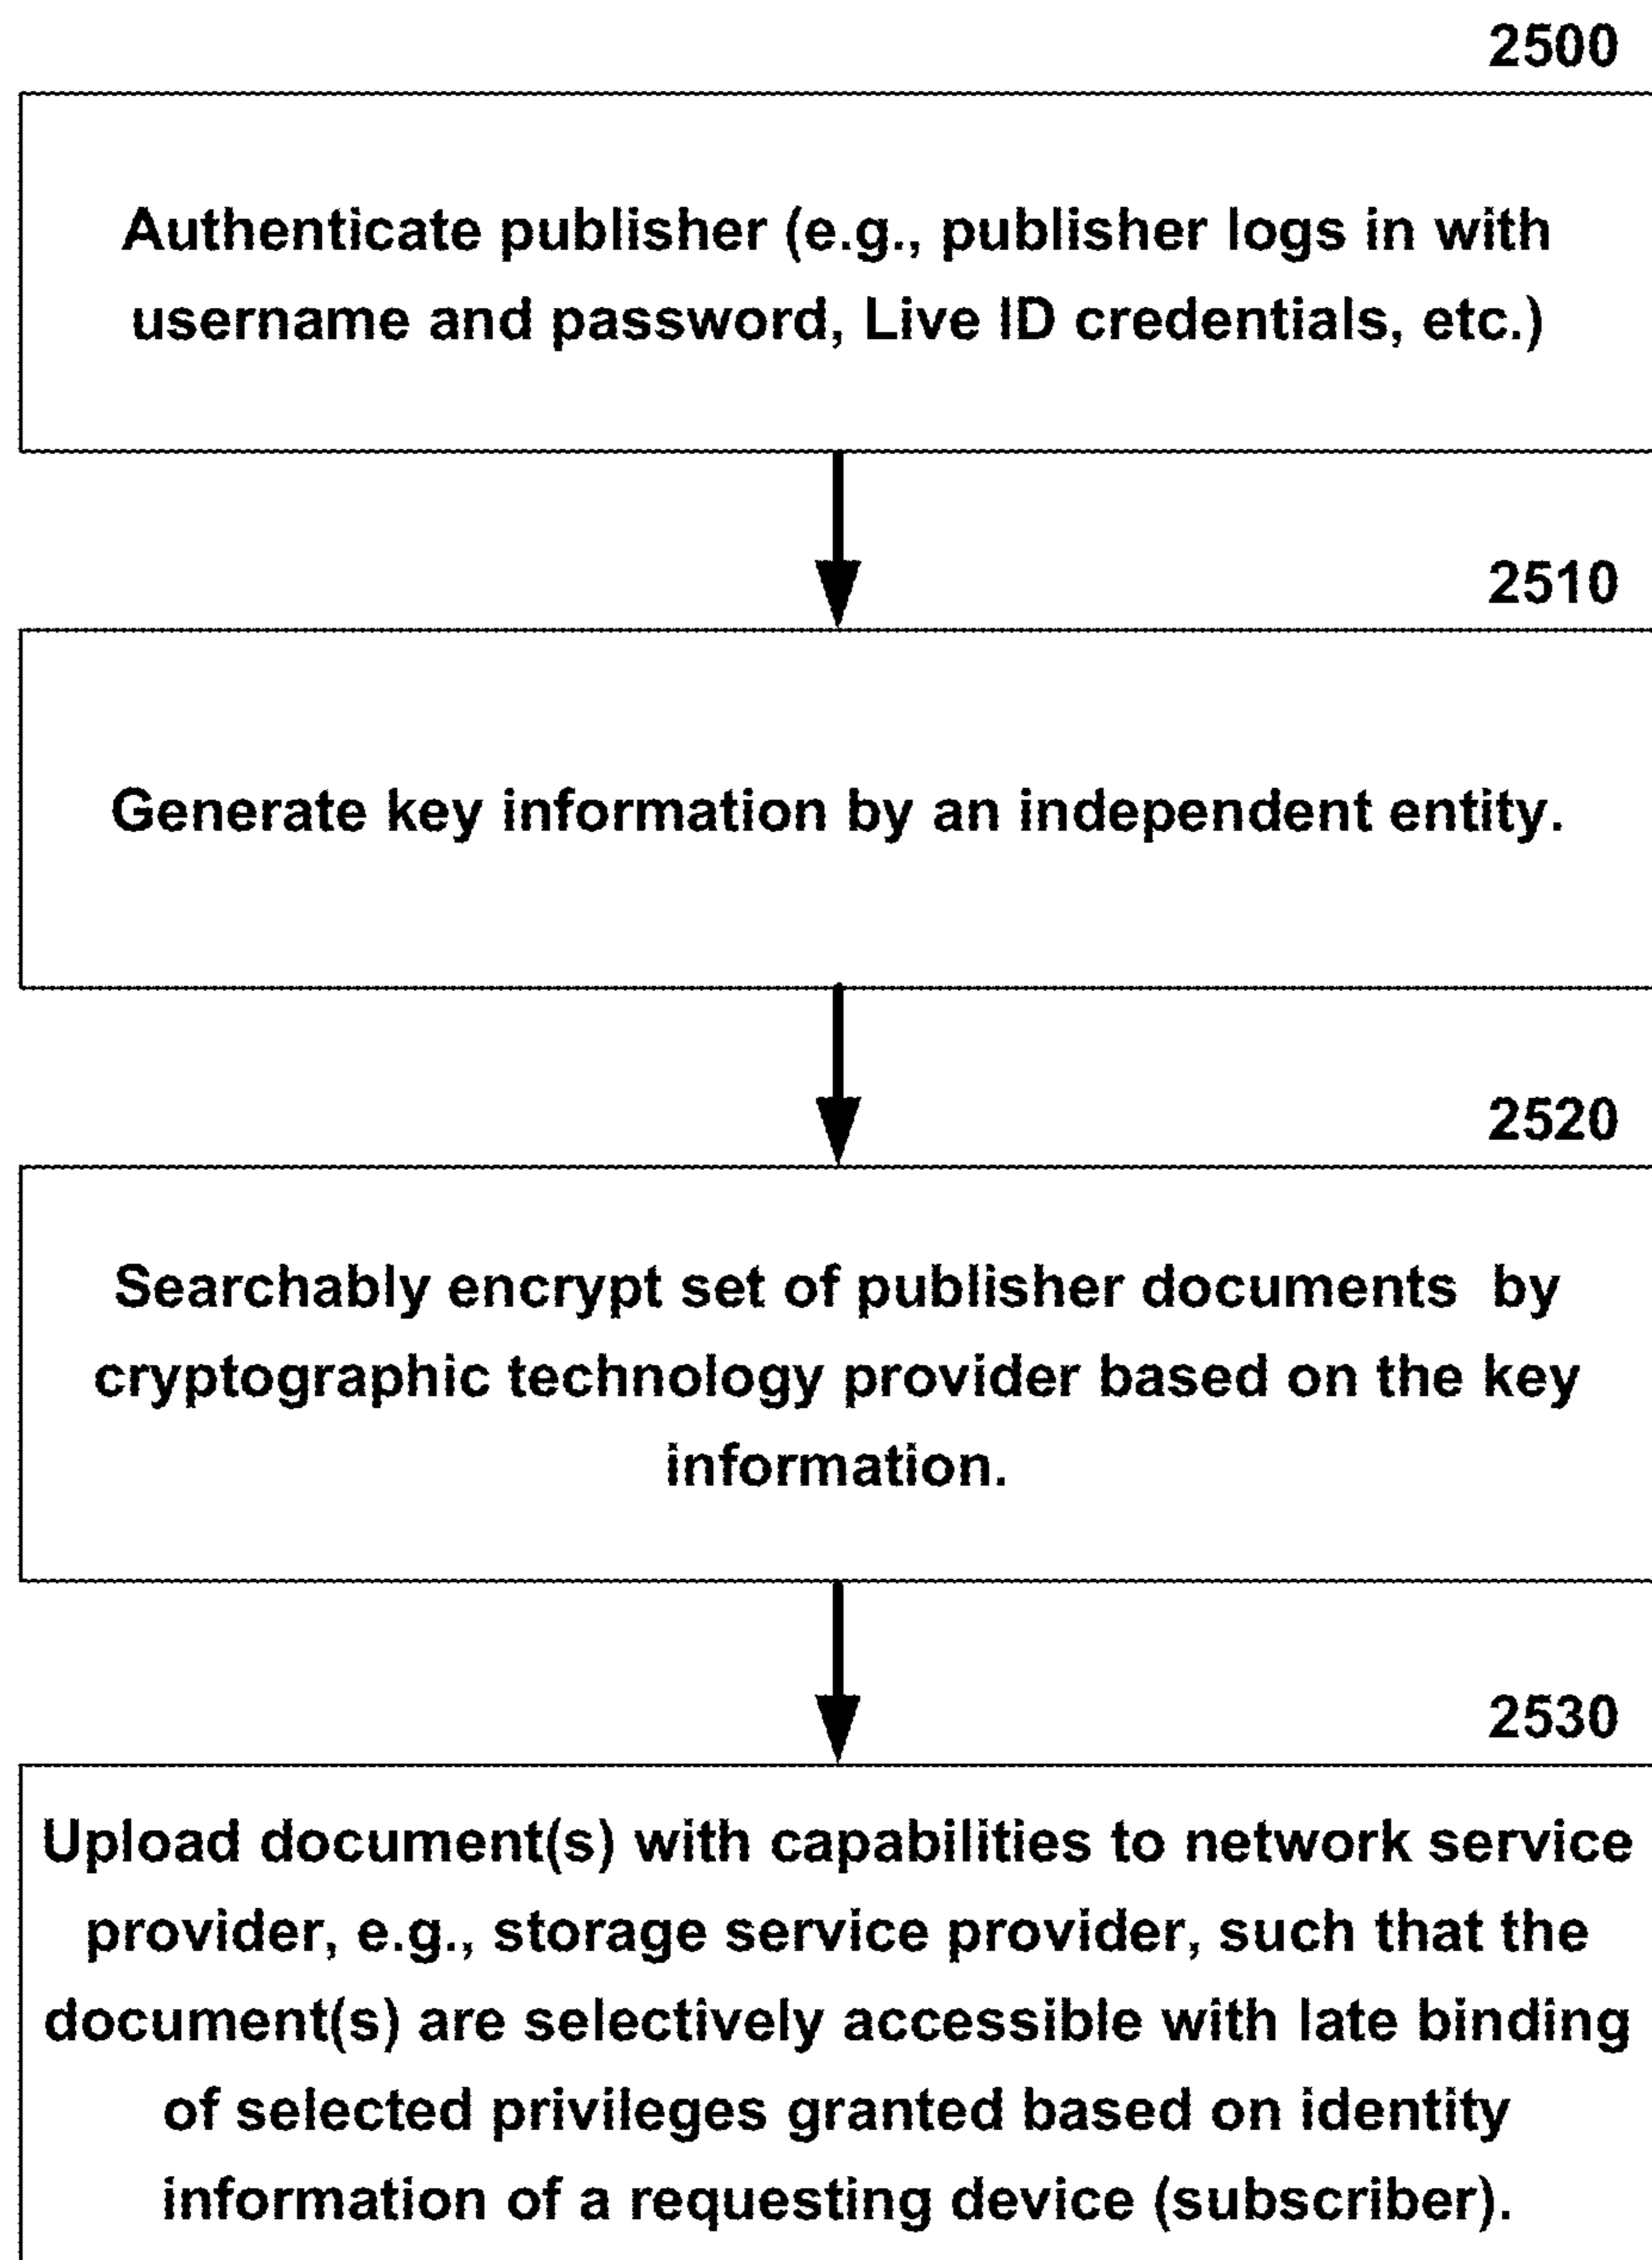 2500
Authenticate publisher (e.g., publisher logs in with
username and password, Live ID credentials, etc.)
2510
Generate key information by an independent entity.
2520
Searchably encrypt set of publisher documents by
cryptographic technology provider based on the key
information.
2530
Upload document(s) with capabilities to network service
provider, e.g., storage service provider, such that the
document(s) are selectively accessible with late binding
of selected privileges granted based on identity
information of a requesting device (subscriber).